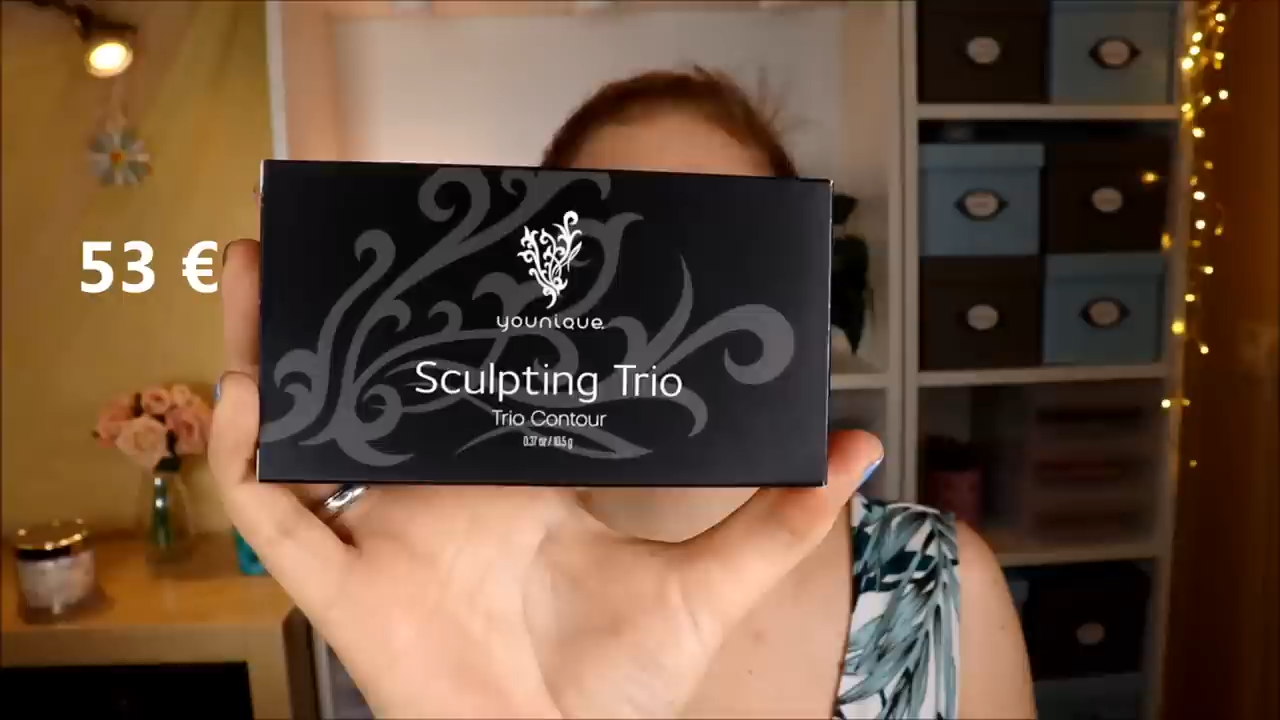 53 €
younique
Sculpting Trio
Trio Contour
0.37 oz / 10.5 g